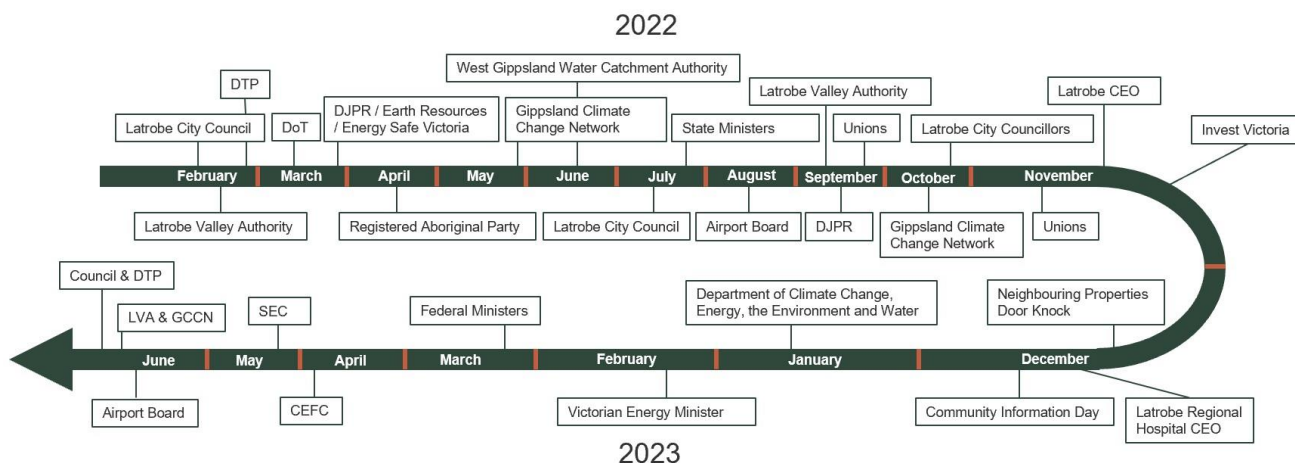 2022
West Gippsland Water Catchment Authority
DTP
Latrobe Valley Authority
Latrobe CEO
DJPR / Earth Resources
/ Energy Safe Victoria
Gippsland Climate
Change Network
Latrobe City Council
DoT
State Ministers
Unions
Latrobe City Councillors
Invest Victoria
February
March
April
May
June
July
August
September
October
November
Latrobe Valley Authority
Registered Aboriginal Party
Latrobe City Council
Airport Board
DJPR
Gippsland Climate
Change Network
Unions
Council & DTP
LVA & GCCN
SEC
Federal Ministers
Department of Climate Change,
Energy, the Environment and Water
Neighbouring Properties
Door Knock
June
May
April
March
February
January
December
Airport Board
CEFC
Victorian Energy Minister
Community Information Day
Latrobe Regional
Hospital CEO
2023